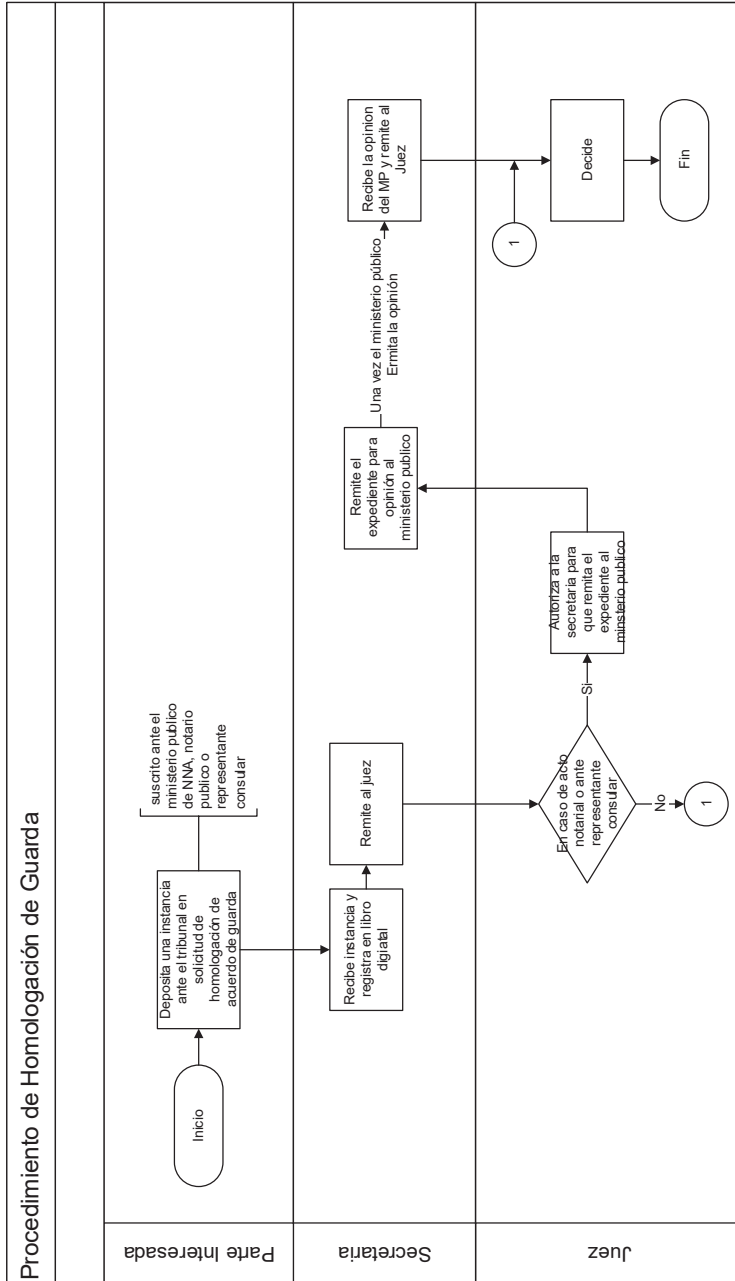 Procedimiento de Homologación de Guarda
Parte Interesada
Inicio
Deposita una instancia
ante el tribunal en
solicitud de
homologación de
acuerdo de guarda
suscrito ante el
ministerio publico
de NNA, notario
publico o
representante
consular
Secretaria
Recibe instancia y
registra en libro
digiatal
Remite al juez
Remite el
expediente para
opinión al
ministerio publico
Una vez el ministerio público
Ermita la opinión
Recibe la opinion
del MP y remite al
Juez
Juez
En caso de acto
notarial o ante
representante
consular
Si
No
1
Autoriza a la
secretaria para
que remita el
expediente al
minsterio publico
1
Decide
Fin